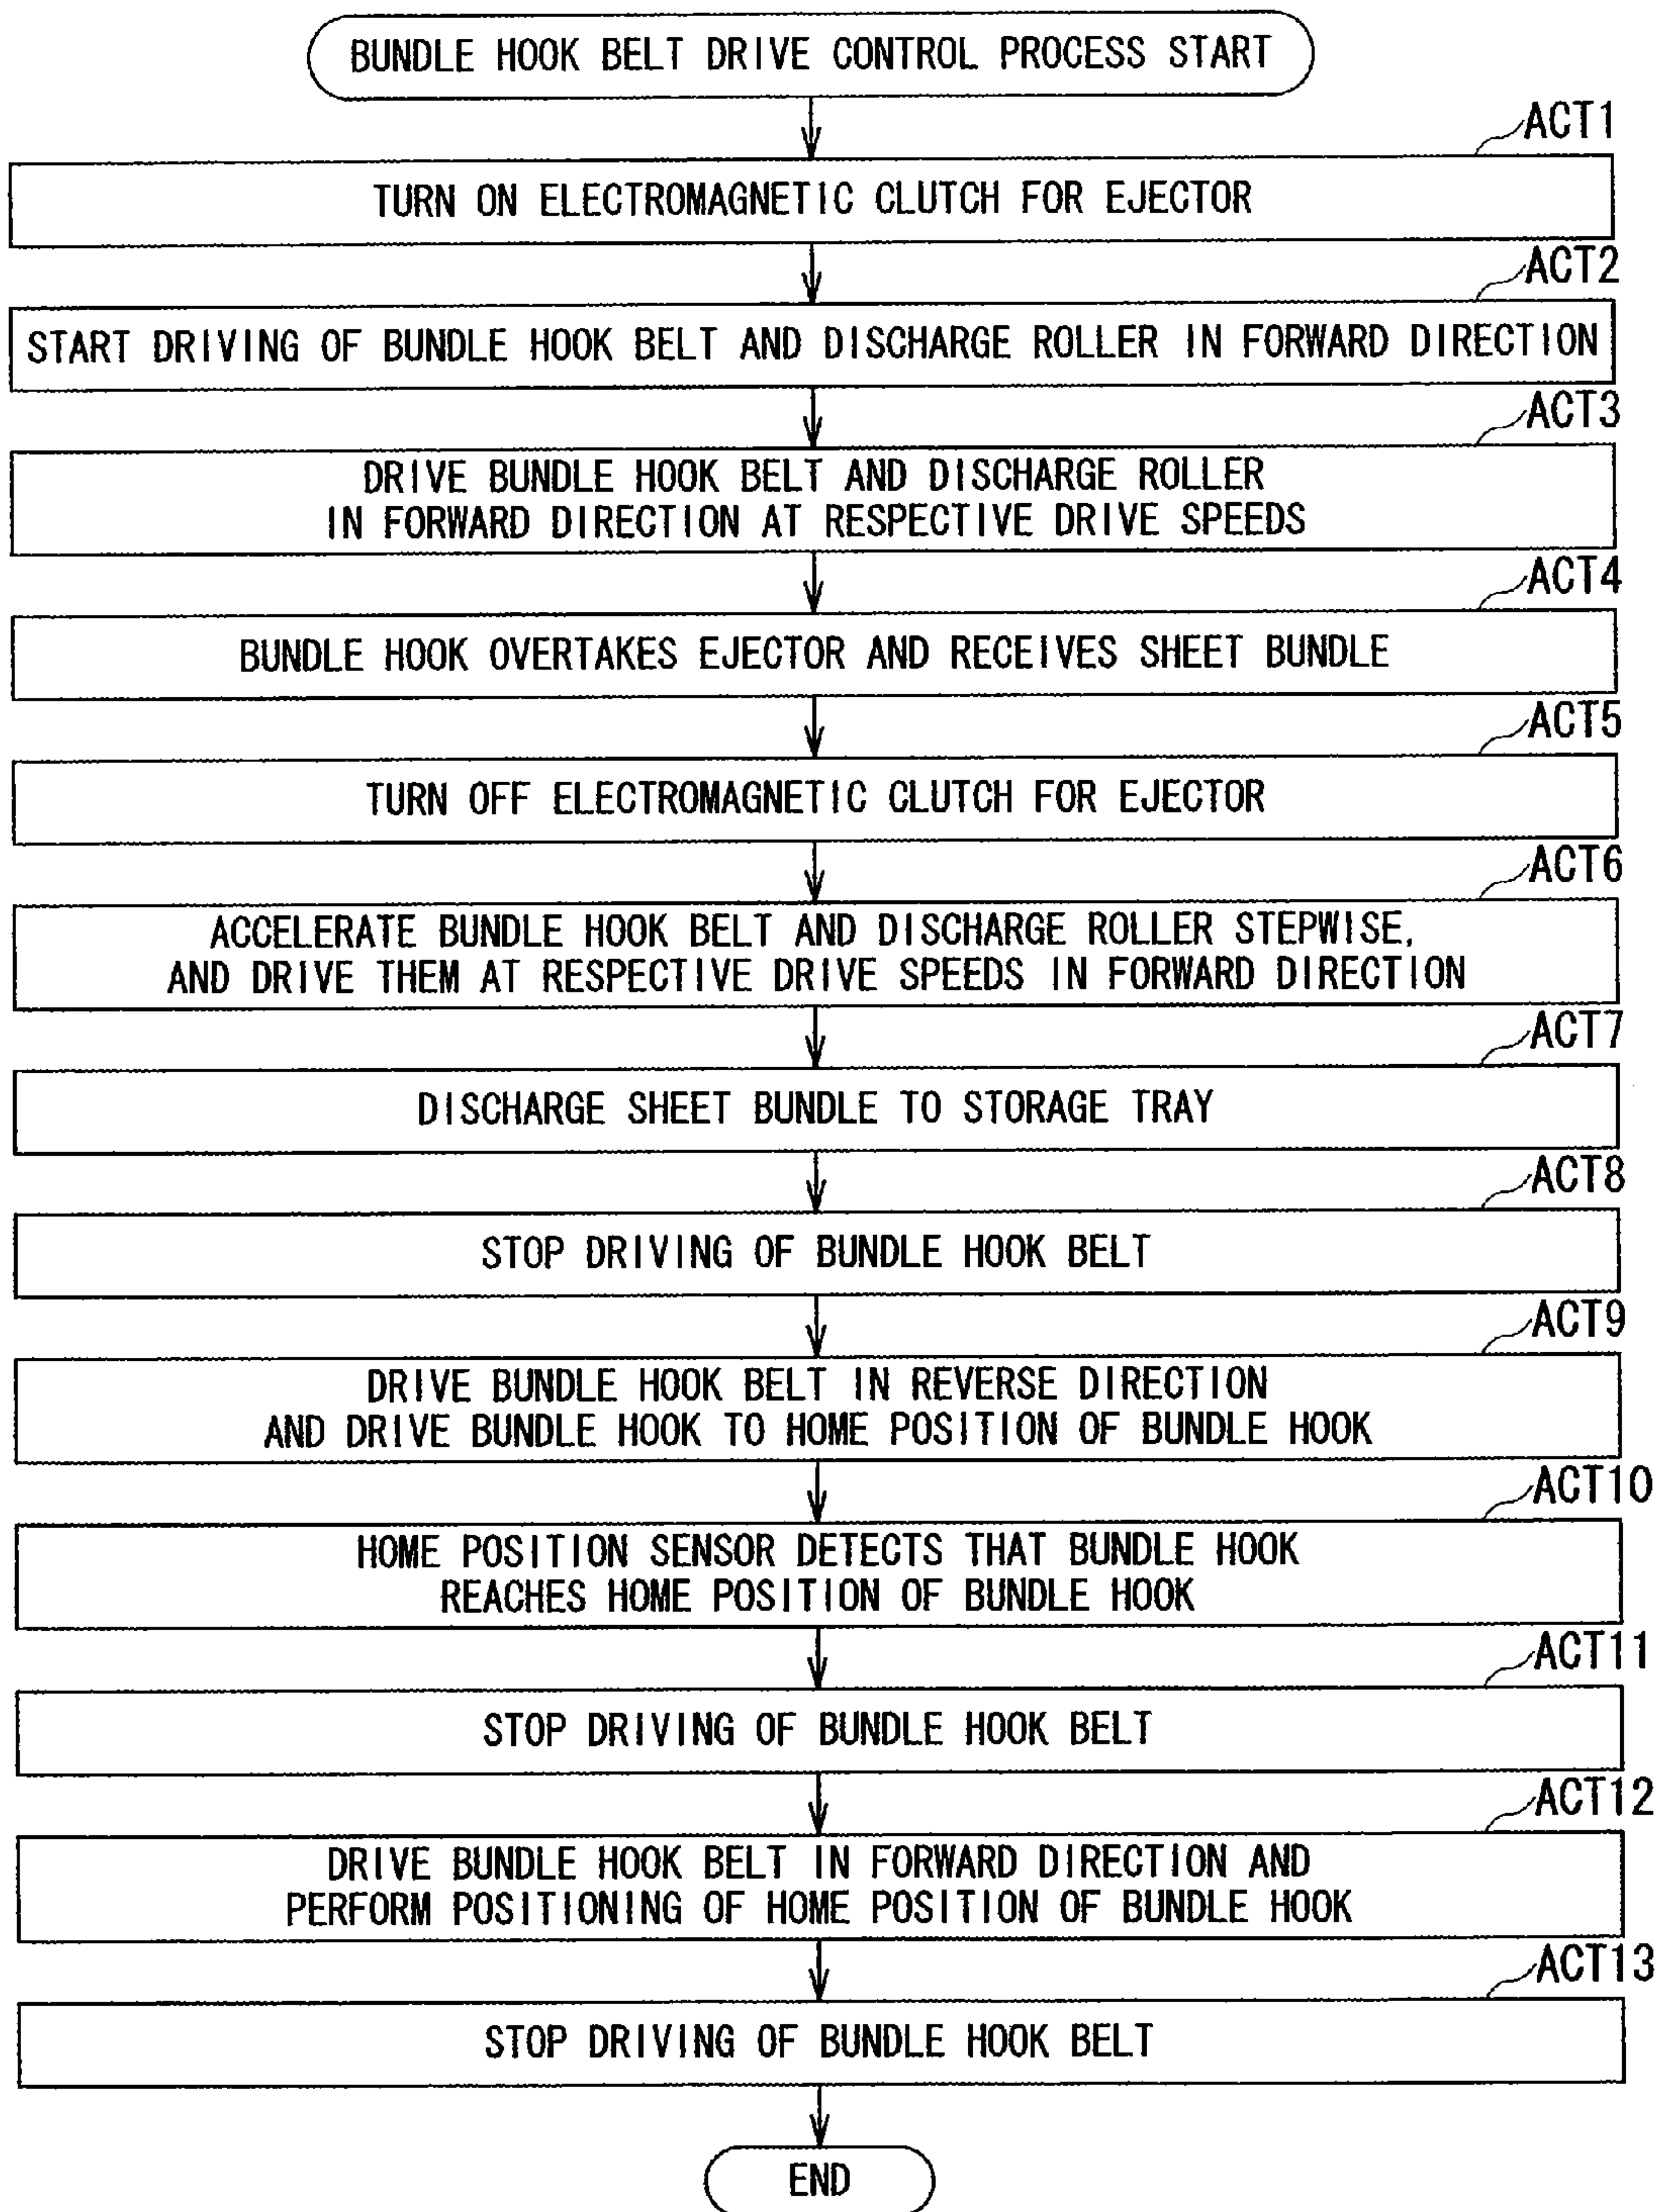 BUNDLE HOOK BELT DRIVE CONTROL PROCESS START
ACT1
TURN ON ELECTROMAGNETIC CLUTCH FOR EJECTOR
ACT2
START DRIVING OF BUNDLE HOOK BELT AND DISCHARGE ROLLER IN FORWARD DIRECTION
ACT3
DRIVE BUNDLE HOOK BELT AND DISCHARGE ROLLER
IN FORWARD DIRECTION AT RESPECTIVE DRIVE SPEEDS
ACT4
BUNDLE HOOK OVERTAKES EJECTOR AND RECEIVES SHEET BUNDLE
ACT5
TURN OFF ELECTROMAGNETIC CLUTCH FOR EJECTOR
ACT6
ACCELERATE BUNDLE HOOK BELT AND DISCHARGE ROLLER STEPWISE,
AND DRIVE THEM AT RESPECTIVE DRIVE SPEEDS IN FORWARD DIRECTION
ACT7
DISCHARGE SHEET BUNDLE TO STORAGE TRAY
ACT8
STOP DRIVING OF BUNDLE HOOK BELT
ACT9
DRIVE BUNDLE HOOK BELT IN REVERSE DIRECTION
AND DRIVE BUNDLE HOOK TO HOME POSITION OF BUNDLE HOOK
ACT10
HOME POSITION SENSOR DETECTS THAT BUNDLE HOOK
REACHES HOME POSITION OF BUNDLE HOOK
ACT11
STOP DRIVING OF BUNDLE HOOK BELT
ACT12
DRIVE BUNDLE HOOK BELT IN FORWARD DIRECTION AND
PERFORM POSITIONING OF HOME POSITION OF BUNDLE HOOK
ACT13
STOP DRIVING OF BUNDLE HOOK BELT
END